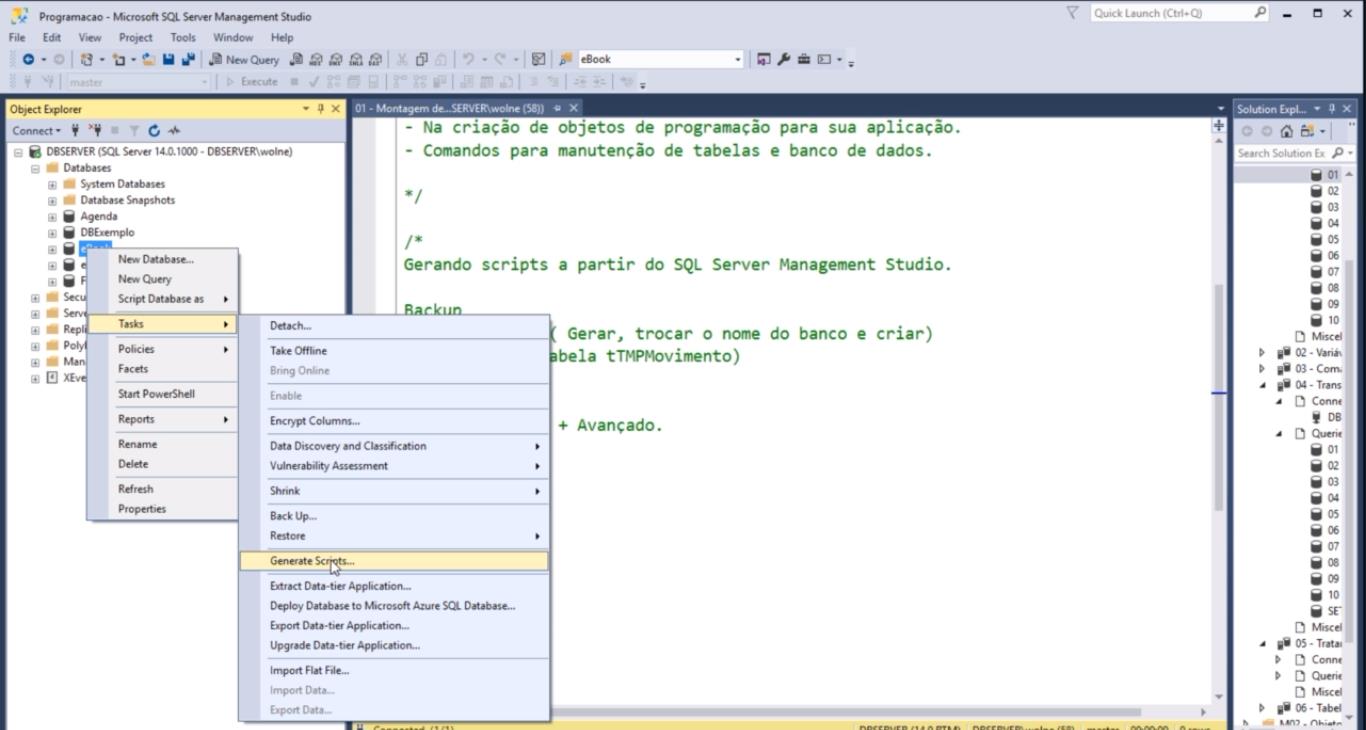 Programacao - Microsoft SQL Server Management Studio
Quick Launch (Ctrl+Q)
File Edit View Project Tools Window Help
New Query
eBook
master
Execute
Object Explorer
Connect
DBSERVER (SQL Server 14.0.1000 - DBSERVER\wolne)
Databases
System Databases
Database Snapshots
Agenda
DBExemplo
eBook
e
F
Secu
Serve
Repli
PolyB
Man
XEve
New Database...
New Query
Script Database as
Tasks
Policies
Facets
Start PowerShell
Reports
Rename
Delete
Refresh
Properties
Detach...
Take Offline
Bring Online
Enable
Encrypt Columns...
Data Discovery and Classification
Vulnerability Assessment
Shrink
Back Up...
Restore
Generate Scripts...
Extract Data-tier Application...
Deploy Database to Microsoft Azure SQL Database...
Export Data-tier Application...
Upgrade Data-tier Application...
Import Flat File...
Import Data...
Export Data...
01 - Montagem de...SERVER\wolne (58))
- Na criação de objetos de programação para sua aplicação.
- Comandos para manutenção de tabelas e banco de dados.
*/
/*
Gerando scripts a partir do SQL Server Management Studio.
Backup
( Gerar, trocar o nome do banco e criar)
abela tTMPMovimento)
+ Avançado.
Connected. (1/1)
DBSERVER (14.0 RTM) DBSERVER\wolne (58) master 00:00:00 0 rows
Solution Expl...
Search Solution Ex
01
02
03
04
05
06
07
08
09
10
Miscel
02 - Variáv
03 - Com
04 - Trans
Conne
DB
Querie
01
02
03
04
05
06
07
08
09
10
SE
Miscel
05 - Trata
Conne
Querie
Miscel
06 - Tabel
M02 - Objeto